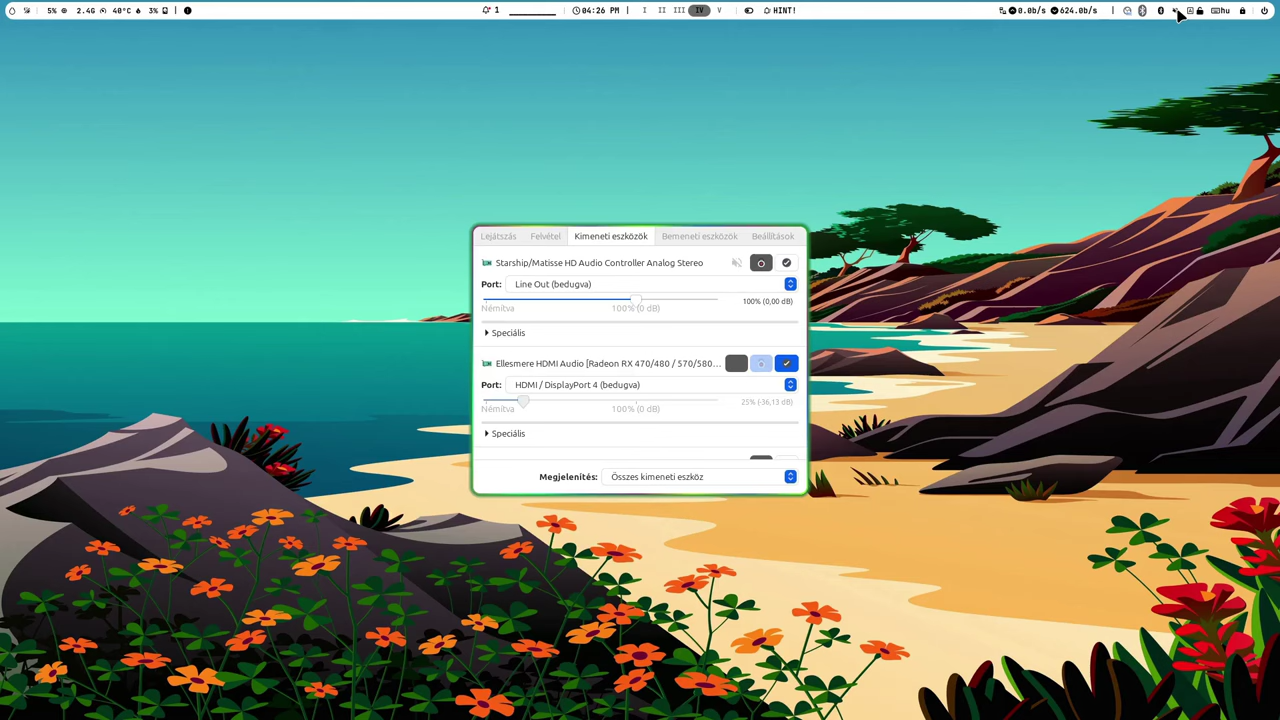 5% 2.4G 40°C 3% 1 04:26 PM I II III IV V HINT! 0.0b/s 624.0b/s hu
Lejátszás Felvétel Kimeneti eszközök Bemeneti eszközök Beállítások
Starship/Matisse HD Audio Controller Analog Stereo
Port: Line Out (bedugva)
100% (0,00 dB)
Némítva 100% (0 dB)
Speciális
Ellesmere HDMI Audio [Radeon RX 470/480 / 570/580...
Port: HDMI / DisplayPort 4 (bedugva)
25% (-36,13 dB)
Némítva 100% (0 dB)
Speciális
Megjelenítés: Összes kimeneti eszköz